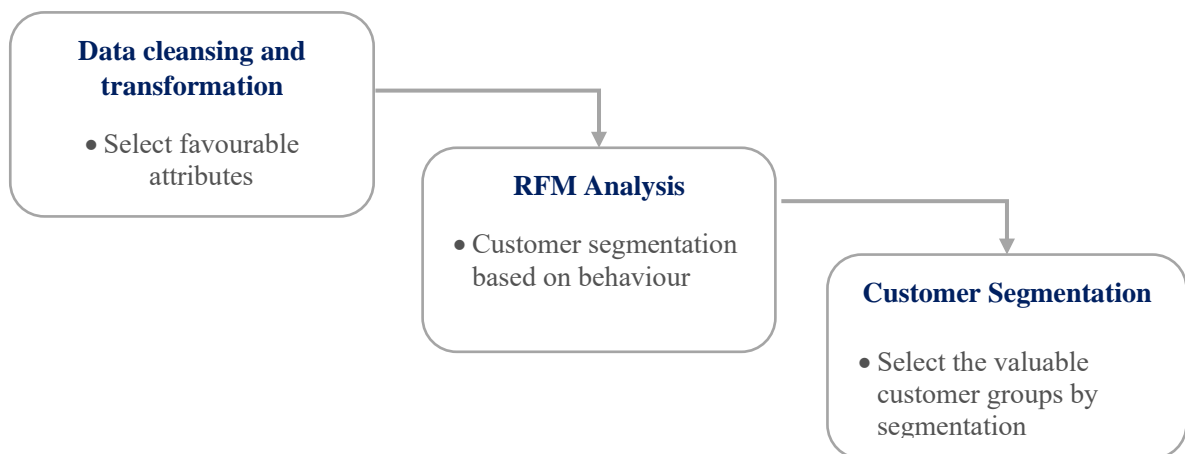 Data cleansing and
transformation
• Select favourable
attributes
RFM Analysis
• Customer segmentation
based on behaviour
Customer Segmentation
• Select the valuable
customer groups by
segmentation